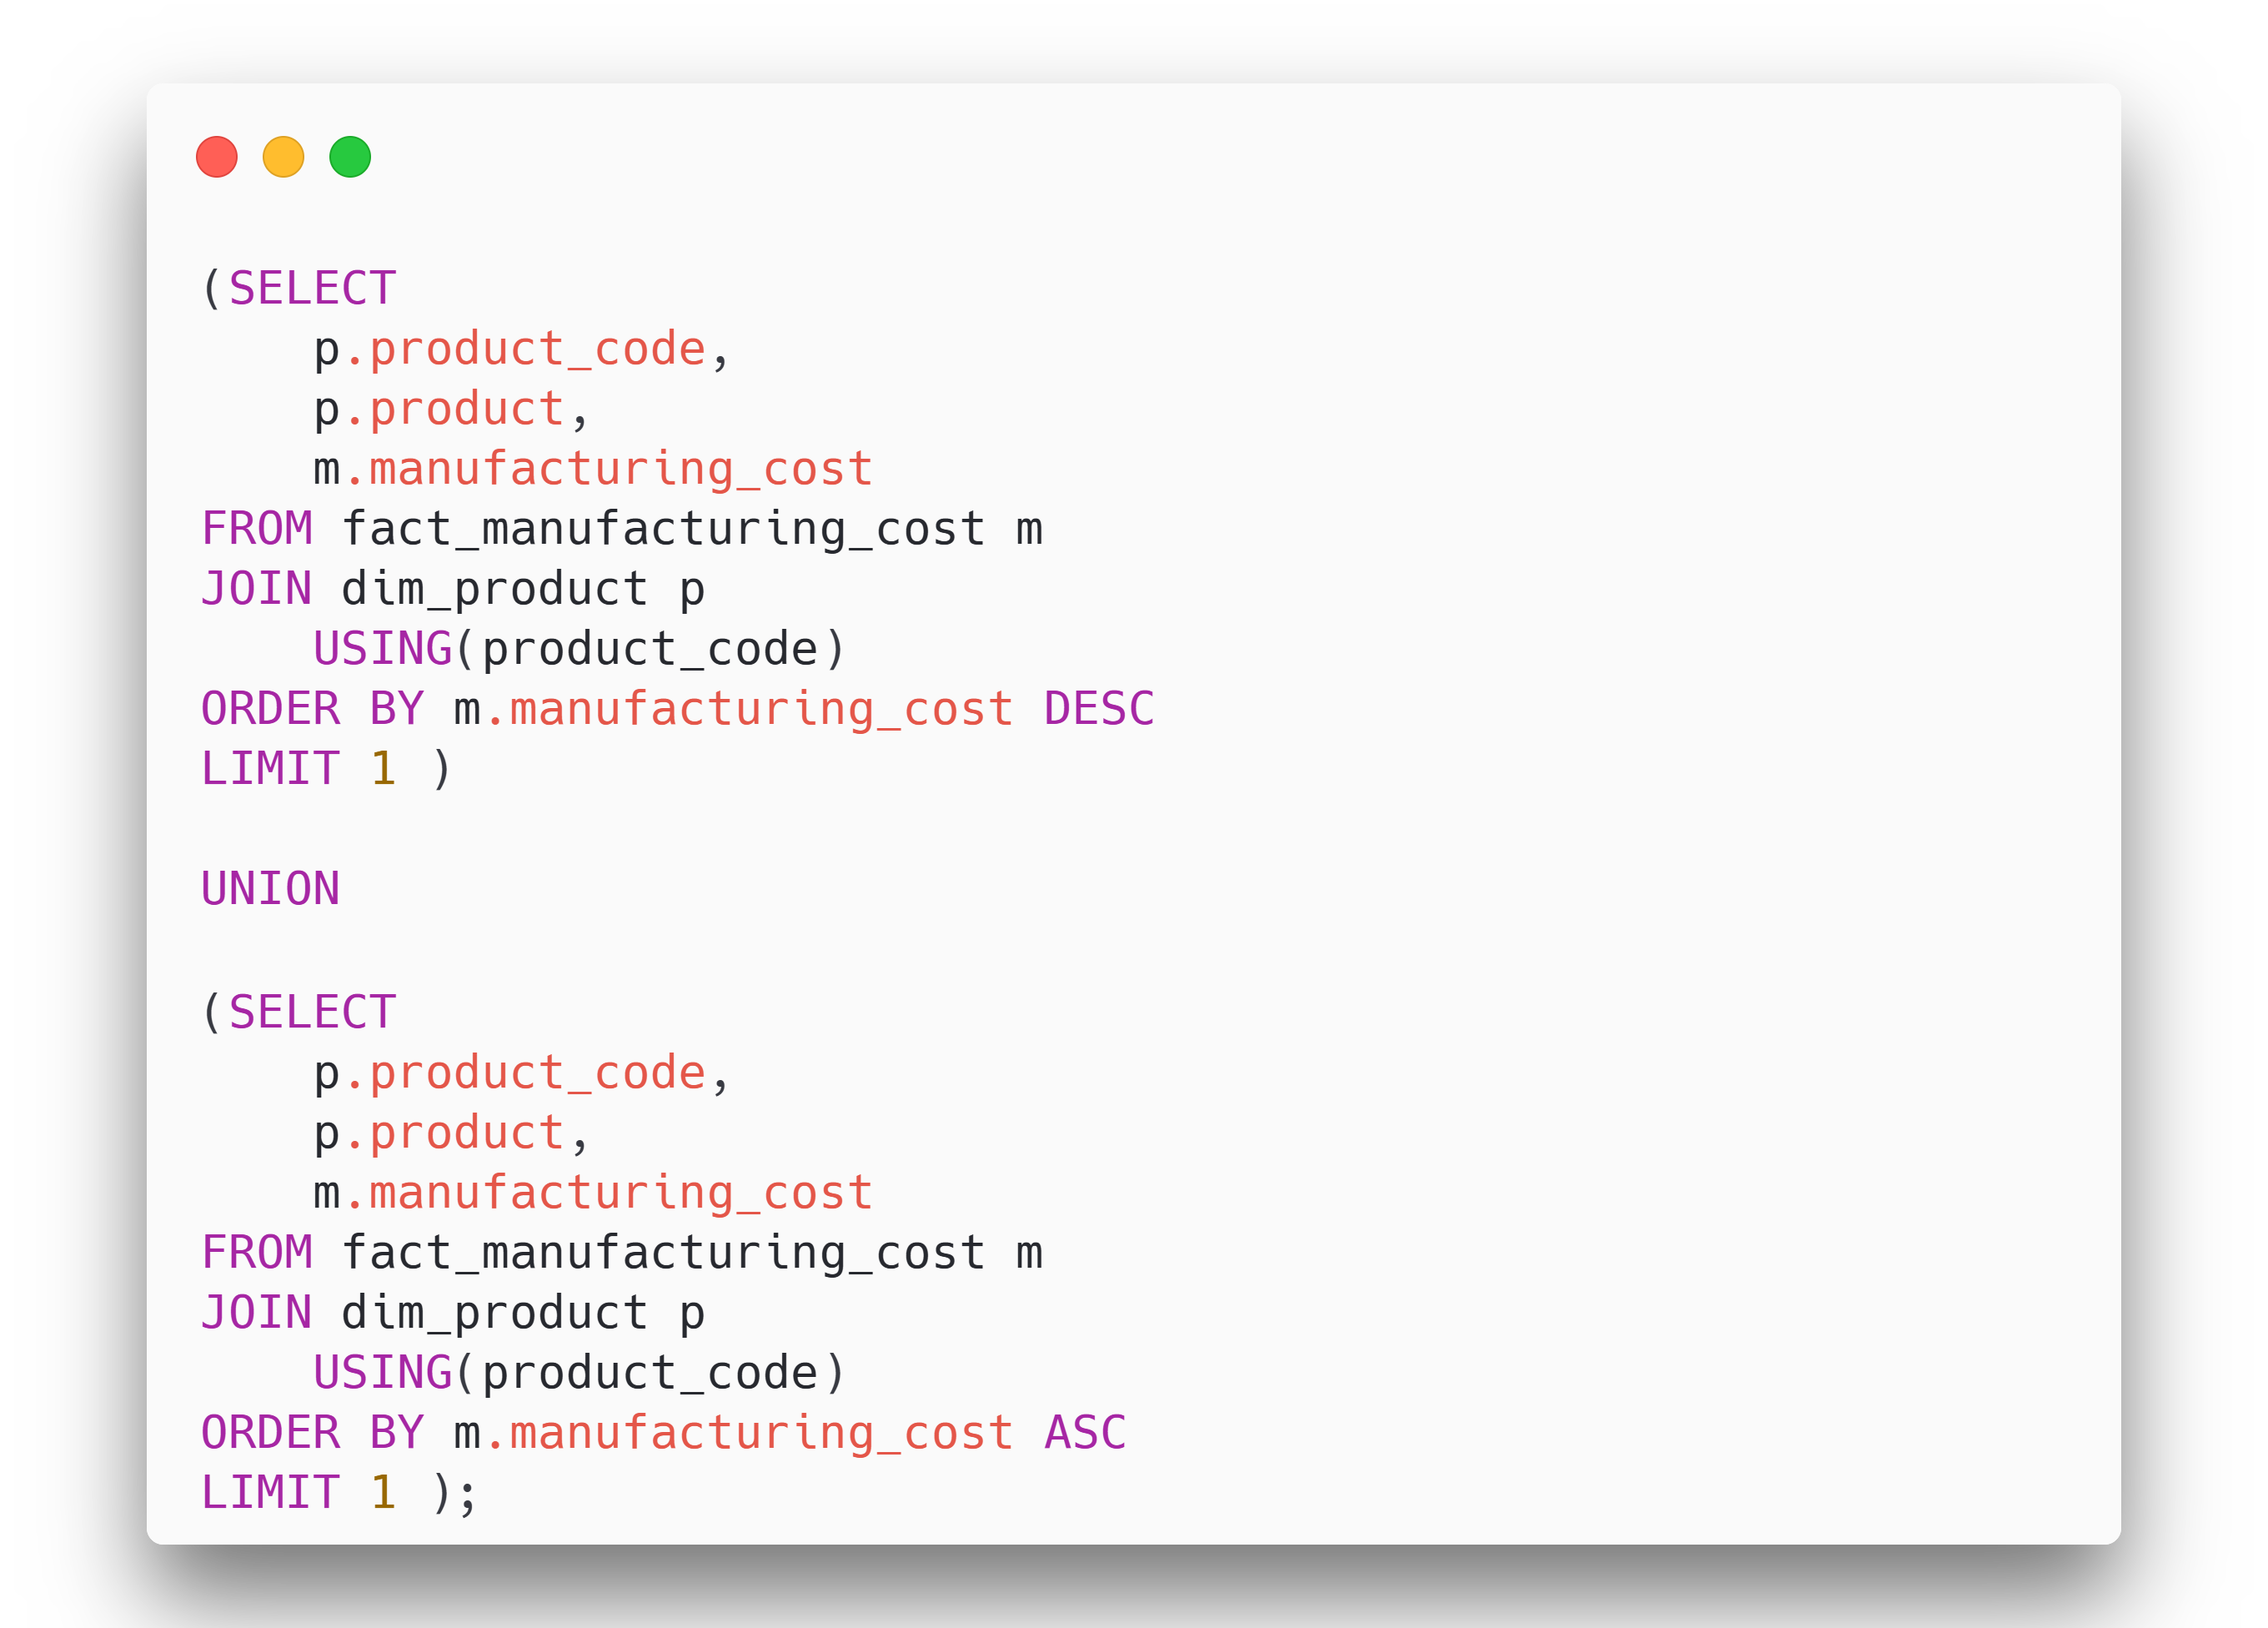 (SELECT
    p.product_code,
    p.product,
    m.manufacturing_cost
FROM fact_manufacturing_cost m
JOIN dim_product p
    USING(product_code)
ORDER BY m.manufacturing_cost DESC
LIMIT 1 )

UNION

(SELECT
    p.product_code,
    p.product,
    m.manufacturing_cost
FROM fact_manufacturing_cost m
JOIN dim_product p
    USING(product_code)
ORDER BY m.manufacturing_cost ASC
LIMIT 1 );